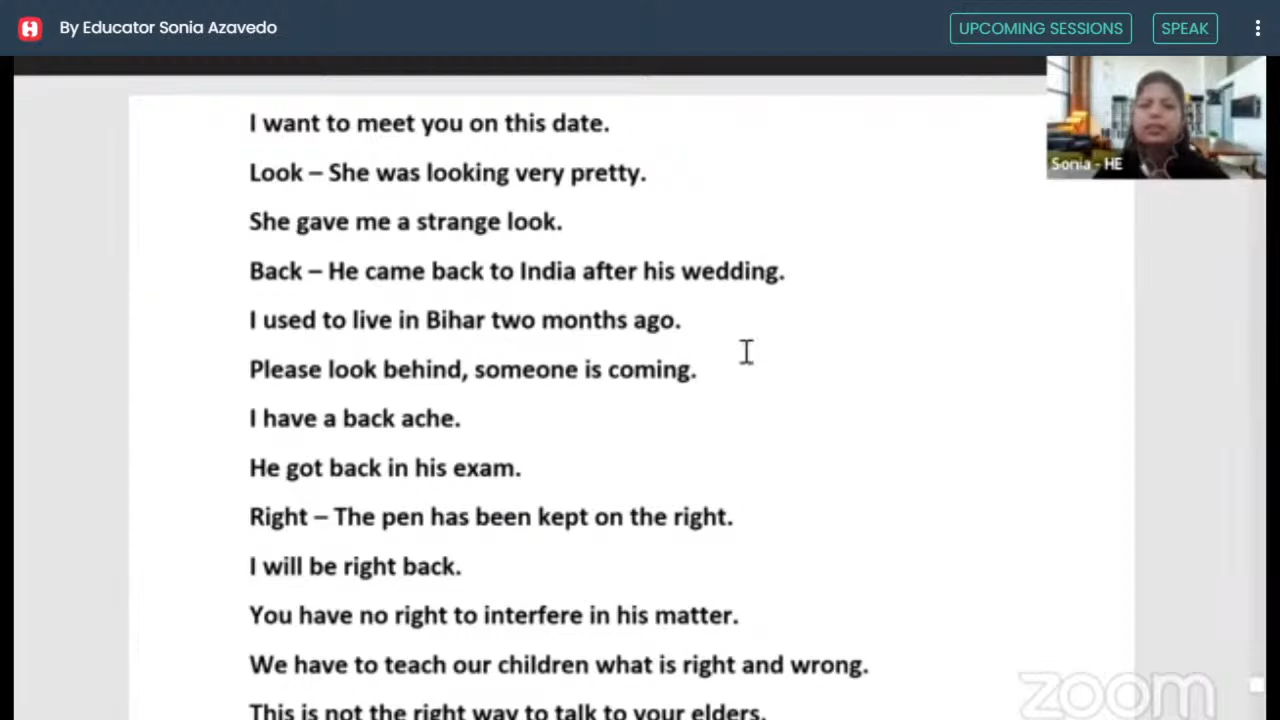 By Educator Sonia Azavedo
UPCOMING SESSIONS
SPEAK
Sonia - HE
I want to meet you on this date.
Look – She was looking very pretty.
She gave me a strange look.
Back – He came back to India after his wedding.
I used to live in Bihar two months ago.
Please look behind, someone is coming.
I have a back ache.
He got back in his exam.
Right – The pen has been kept on the right.
I will be right back.
You have no right to interfere in his matter.
We have to teach our children what is right and wrong.
This is not the right way to talk to your elders.
zoom